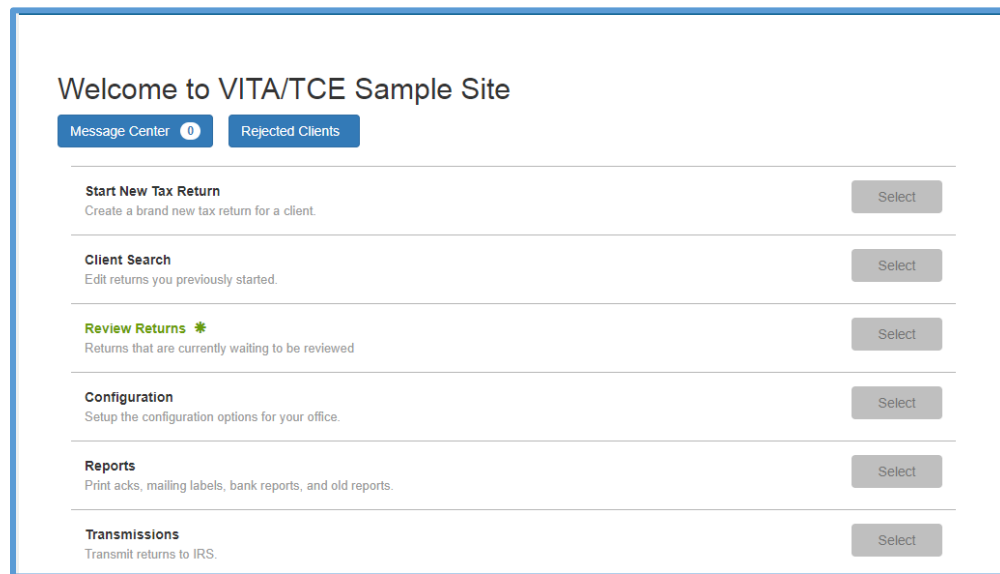 Welcome to VITA/TCE Sample Site
Message Center 0
Rejected Clients
Start New Tax Return
Create a brand new tax return for a client.
Select
Client Search
Edit returns you previously started.
Select
Review Returns
Returns that are currently waiting to be reviewed
Select
Configuration
Setup the configuration options for your office.
Select
Reports
Print acks, mailing labels, bank reports, and old reports.
Select
Transmissions
Transmit returns to IRS.
Select